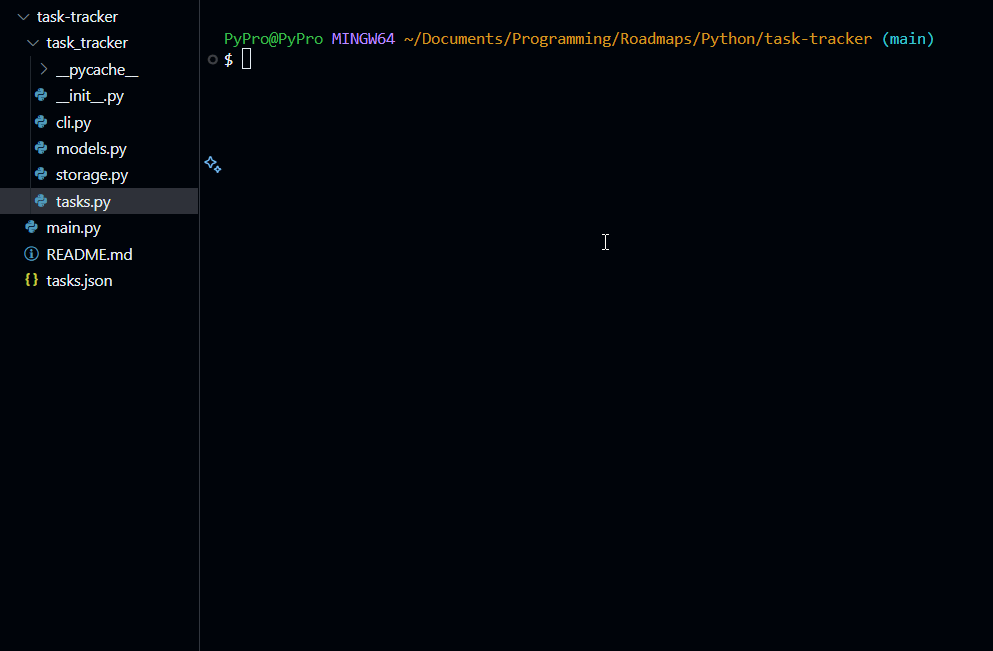 task-tracker
task_tracker
__pycache__
__init__.py
cli.py
models.py
storage.py
tasks.py
main.py
README.md
{} tasks.json
PyPro@PyPro MINGW64 ~/Documents/Programming/Roadmaps/Python/task-tracker (main)
$